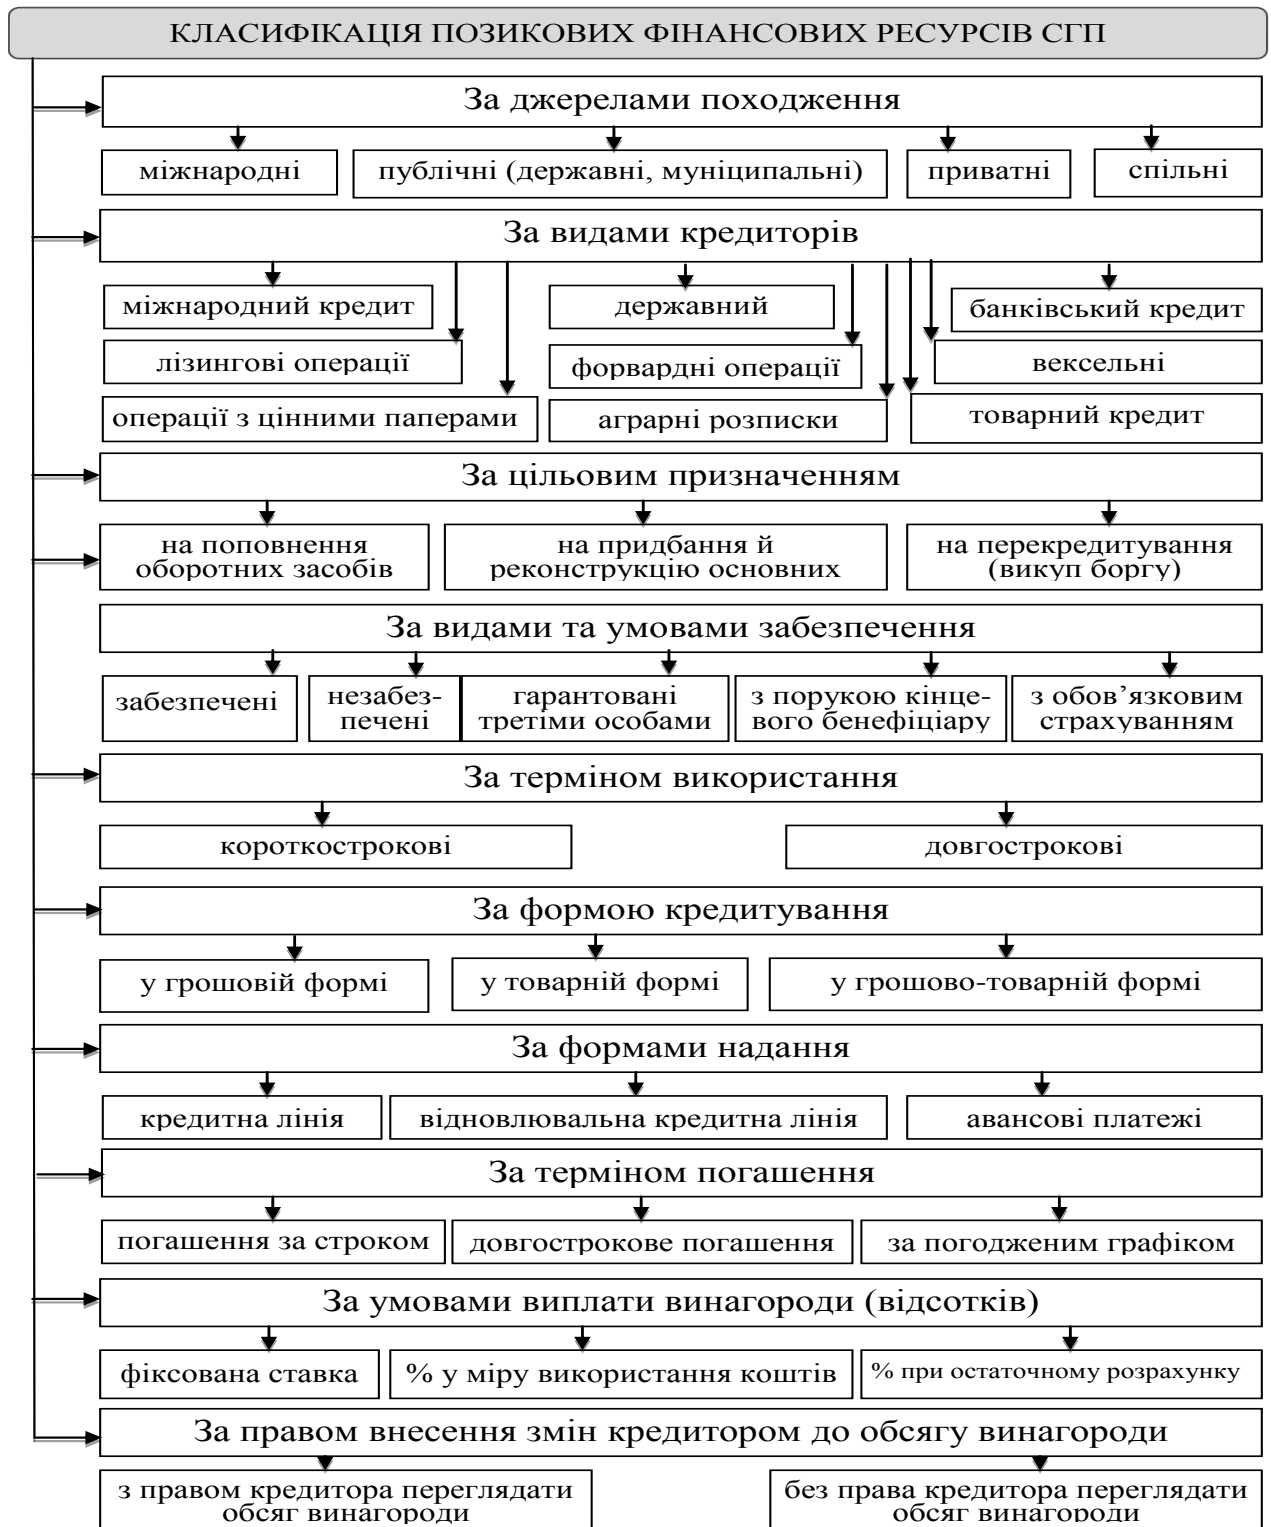 КЛАСИФІКАЦІЯ ПОЗИКОВИХ ФІНАНСОВИХ РЕСУРСІВ СГП
За джерелами походження
міжнародні
публічні (державні, муніципальні)
приватні
спільні
За видами кредиторів
міжнародний кредит
державний
банківський кредит
лізингові операції
форвардні операції
вексельні
операції з цінними паперами
аграрні розписки
товарний кредит
За цільовим призначенням
на поповнення
оборотних засобів
на придбання й
реконструкцію основних
на перекредитування
(викуп боргу)
За видами та умовами забезпечення
забезпечені
незабез-
печені
гарантовані
третіми особами
з порукою кінце-
вого бенефіціару
з обов’язковим
страхуванням
За терміном використання
короткострокові
довгострокові
За формою кредитування
у грошовій формі
у товарній формі
у грошово-товарній формі
За формами надання
кредитна лінія
відновлювальна кредитна лінія
авансові платежі
За терміном погашення
погашення за строком
довгострокове погашення
за погодженим графіком
За умовами виплати винагороди (відсотків)
фіксована ставка
% у міру використання коштів
% при остаточному розрахунку
За правом внесення змін кредитором до обсягу винагороди
з правом кредитора переглядати
обсяг винагороди
без права кредитора переглядати
обсяг винагороди